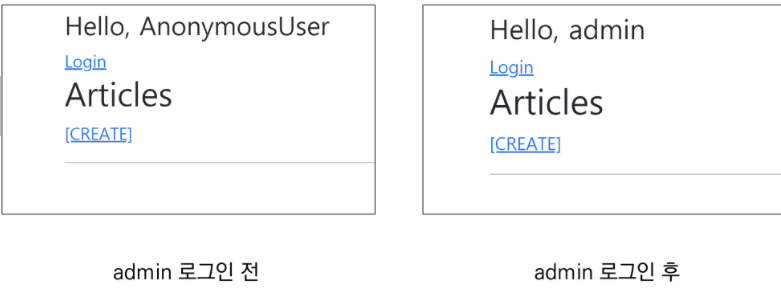 Hello, AnonymousUser
Login
Articles
[CREATE]
admin 로그인 전
Hello, admin
Login
Articles
[CREATE]
admin 로그인 후